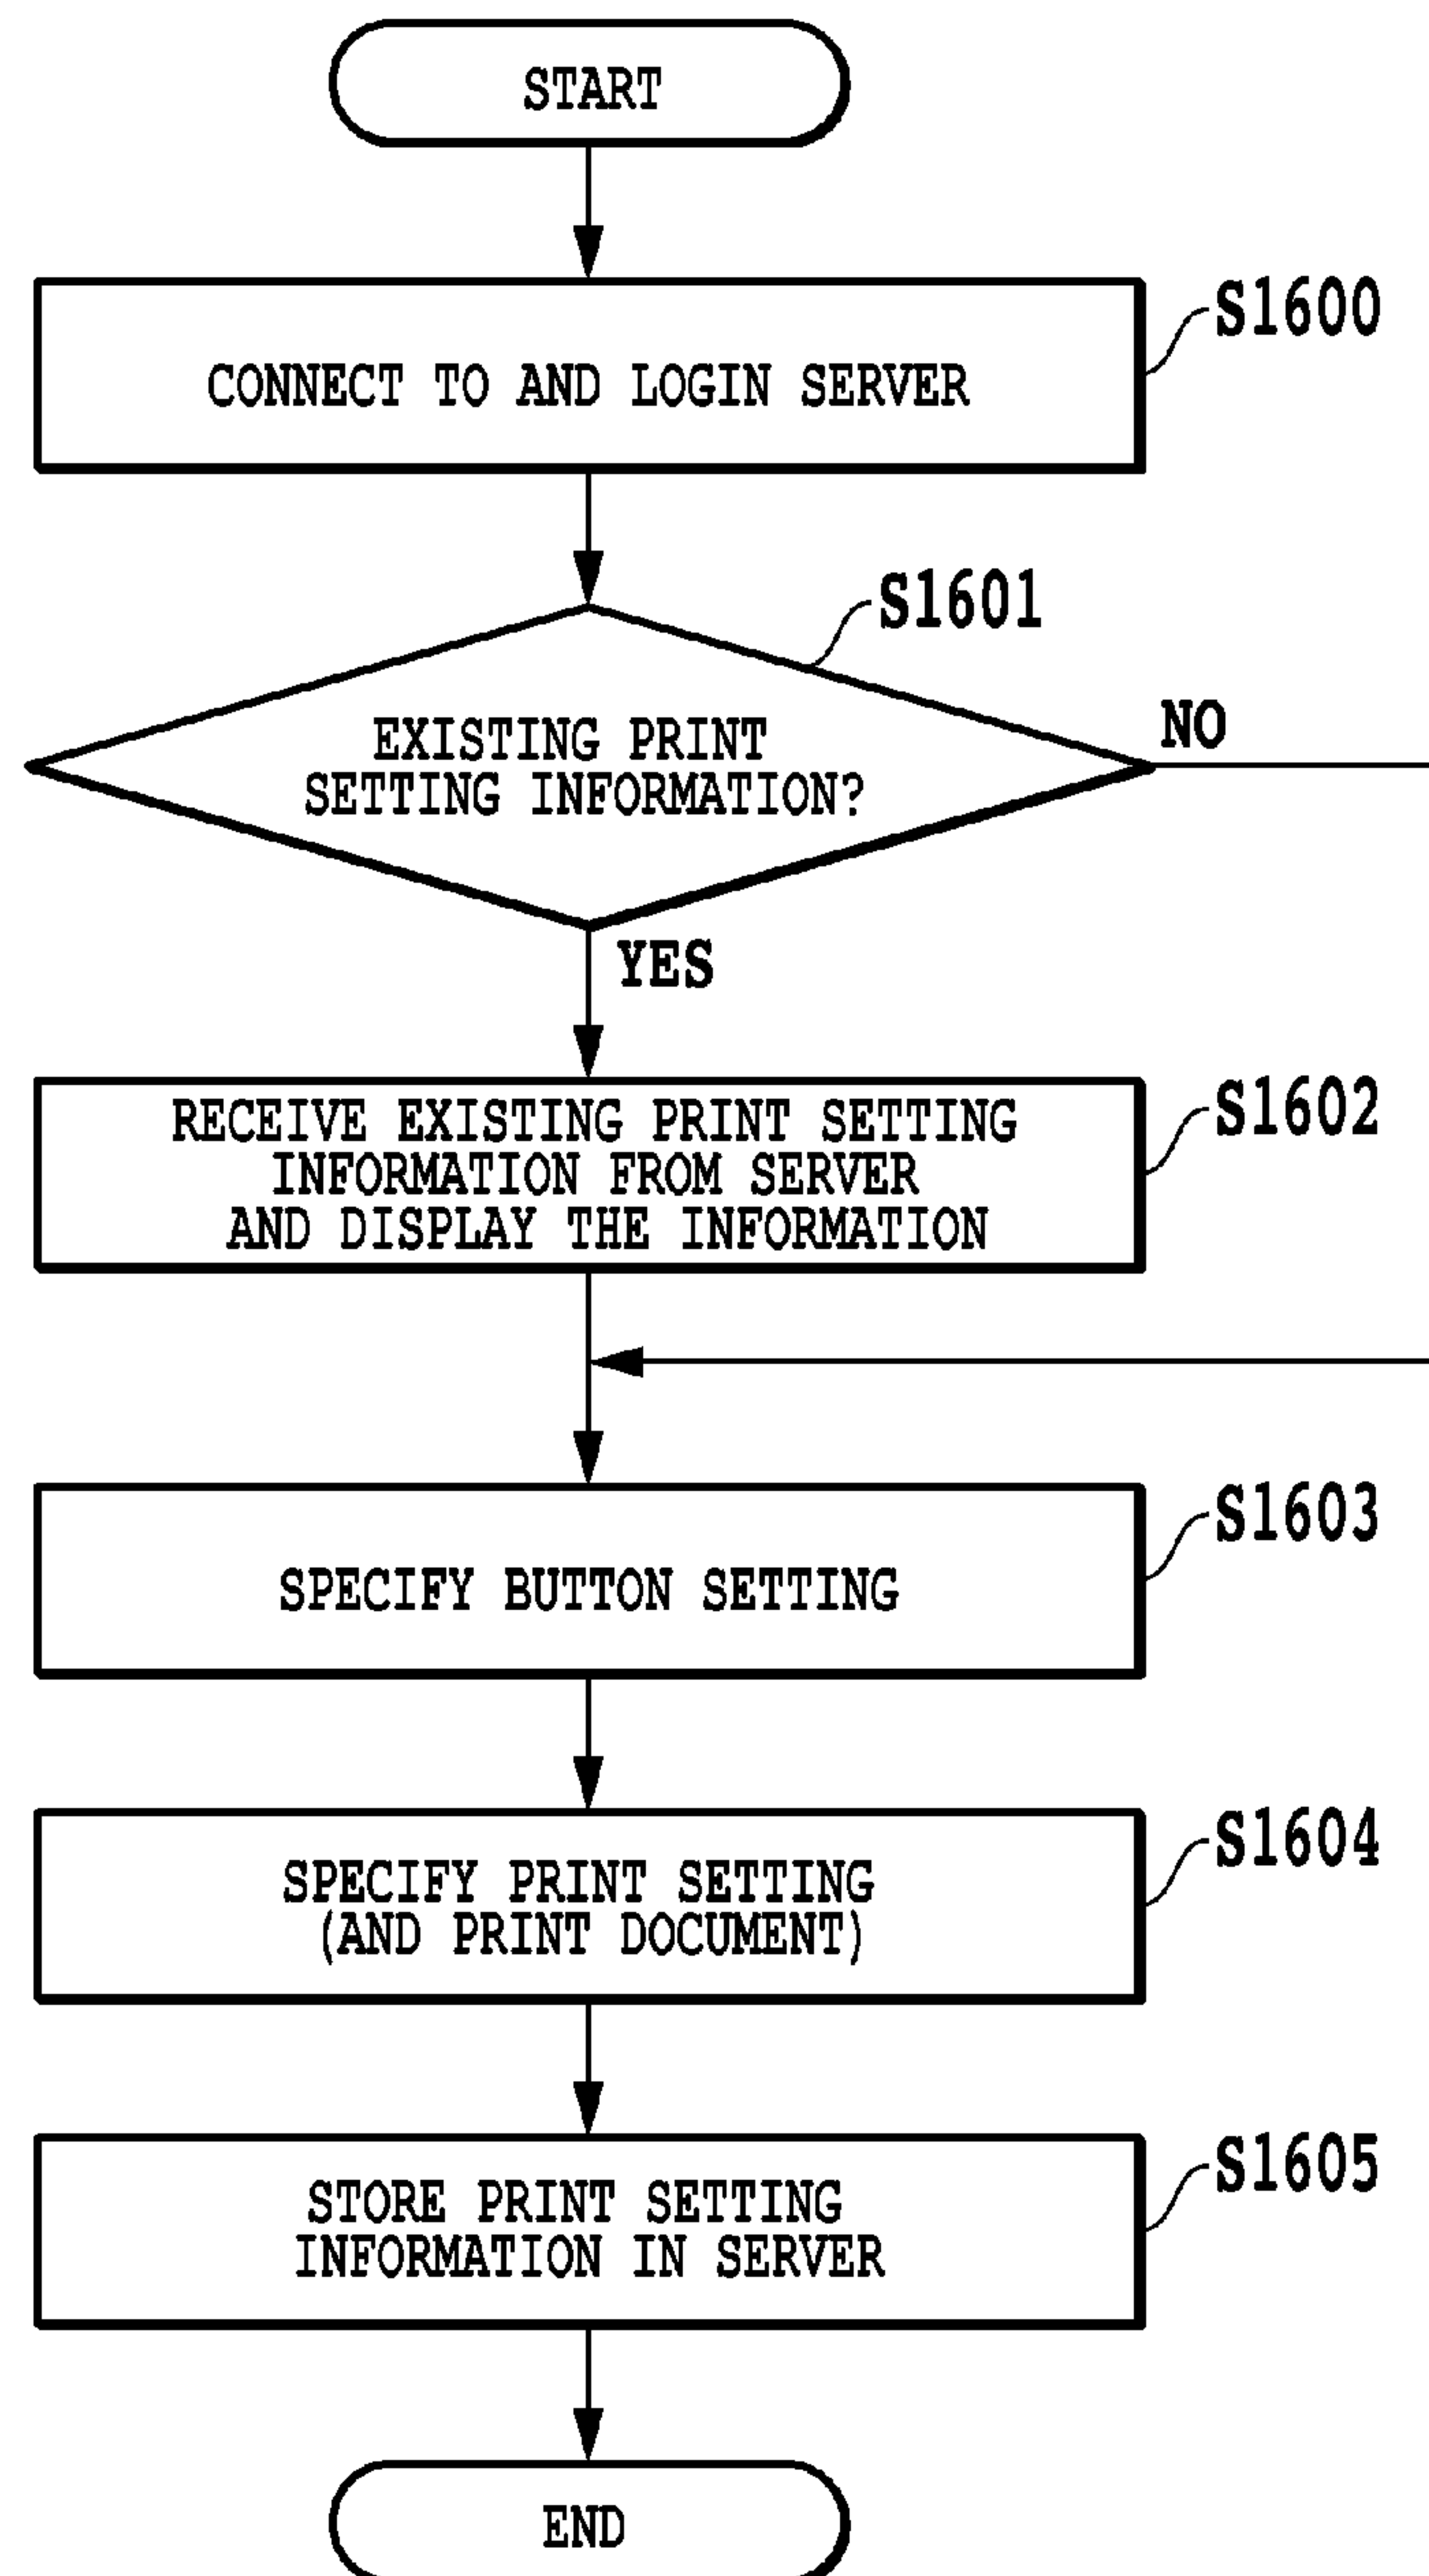 START
S1600
CONNECT TO AND LOGIN SERVER
S1601
EXISTING PRINT
SETTING INFORMATION?
NO
YES
S1602
RECEIVE EXISTING PRINT SETTING
INFORMATION FROM SERVER
AND DISPLAY THE INFORMATION
S1603
SPECIFY BUTTON SETTING
S1604
SPECIFY PRINT SETTING
(AND PRINT DOCUMENT)
S1605
STORE PRINT SETTING
INFORMATION IN SERVER
END